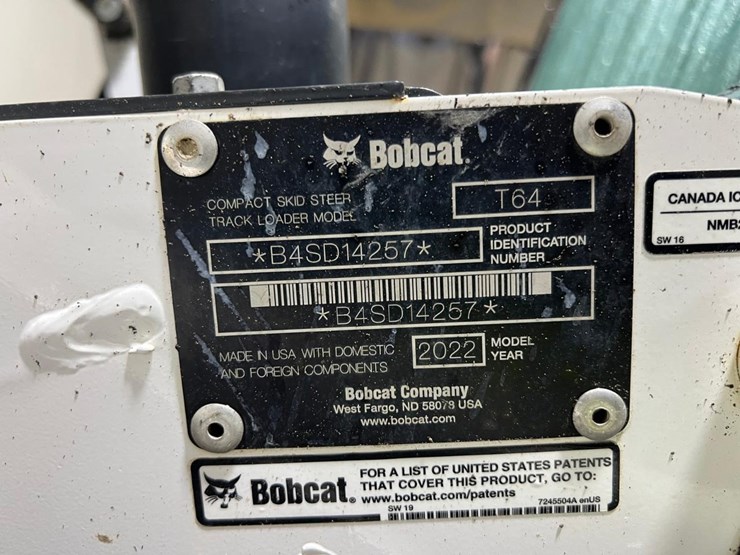 Bobcat.
COMPACT SKID STEER
TRACK LOADER MODEL
T64
PRODUCT
IDENTIFICATION
NUMBER
*B4SD14257*
*B4SD14257*
MADE IN USA WITH DOMESTIC
AND FOREIGN COMPONENTS
2022
MODEL
YEAR
Bobcat Company
West Fargo, ND 58078 USA
www.bobcat.com
CANADA IC
NMB
SW 16
Bobcat®
FOR A LIST OF UNITED STATES PATENTS
THAT COVER THIS PRODUCT, GO TO:
www.bobcat.com/patents
SW 19
7245504A enUS